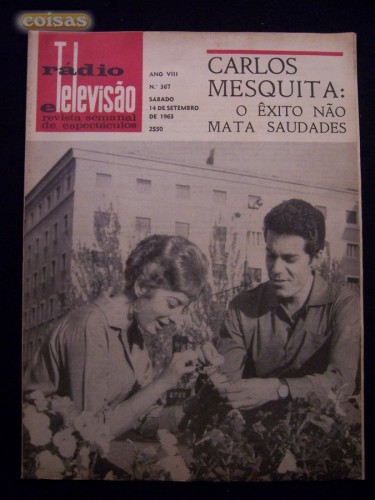 coisas
rádio
e Televisão
revista semanal
de espectáculos
ANO VIII
N.º 367
SÁBADO
14 DE SETEMBRO
DE 1963
2$50
CARLOS
MESQUITA:
O ÊXITO NÃO
MATA SAUDADES
coisas